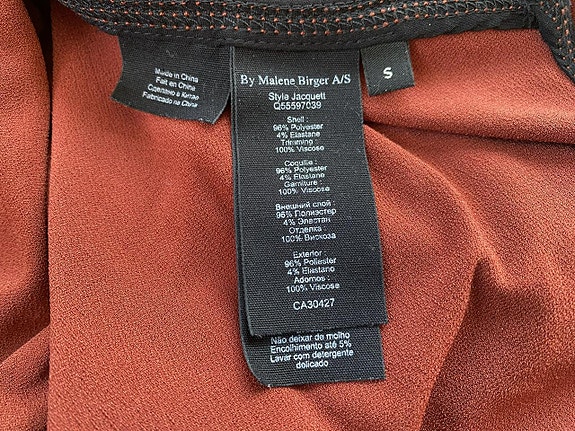 Made in China
Fait en China
Сделано в Китае
Fabricado na China
By Malene Birger A/S
Style Jacquett
Q55597039
Shell :
96% Polyester
4% Elastane
Trimming :
100% Viscose
Coquille :
96% Polyester
4% Elastane
Garniture :
100% Viscose
Внешний слой :
96% Полиэстер
4% Эластан
Отделка :
100% Вискоза
Exterior
96% Poliester
4% Elastano
Adornos :
100% Viscose
CA30427
S
Não deixar de molho
Encolhimento até 5%
Lavar com detergente
delicado